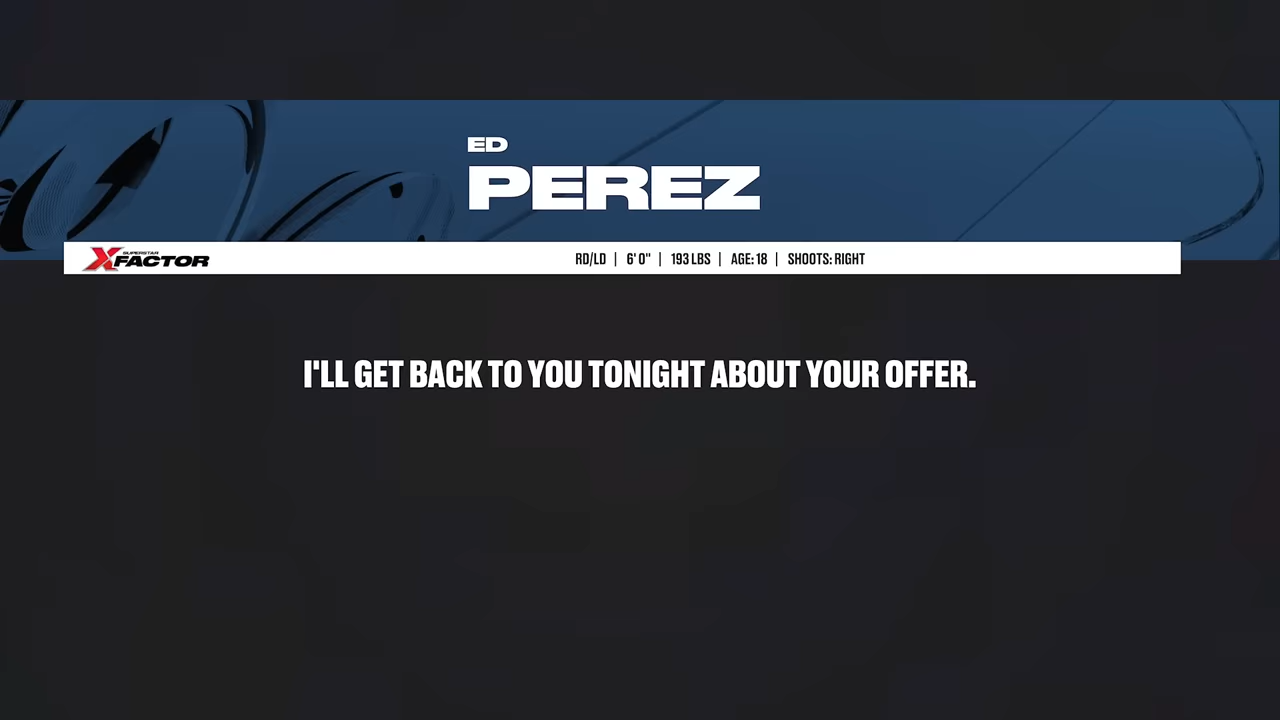 ED
PEREZ
SUPERSTAR
X FACTOR
RD/LD | 6' 0" | 193 LBS | AGE: 18 | SHOOTS: RIGHT
I'LL GET BACK TO YOU TONIGHT ABOUT YOUR OFFER.